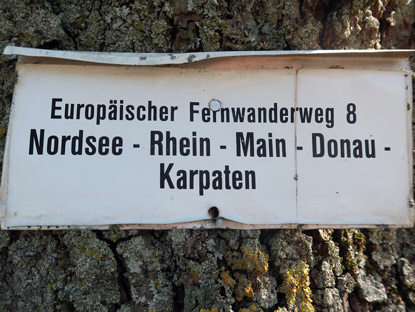 Europäischer Fernwanderweg 8
Nordsee - Rhein - Main - Donau -
Karpaten